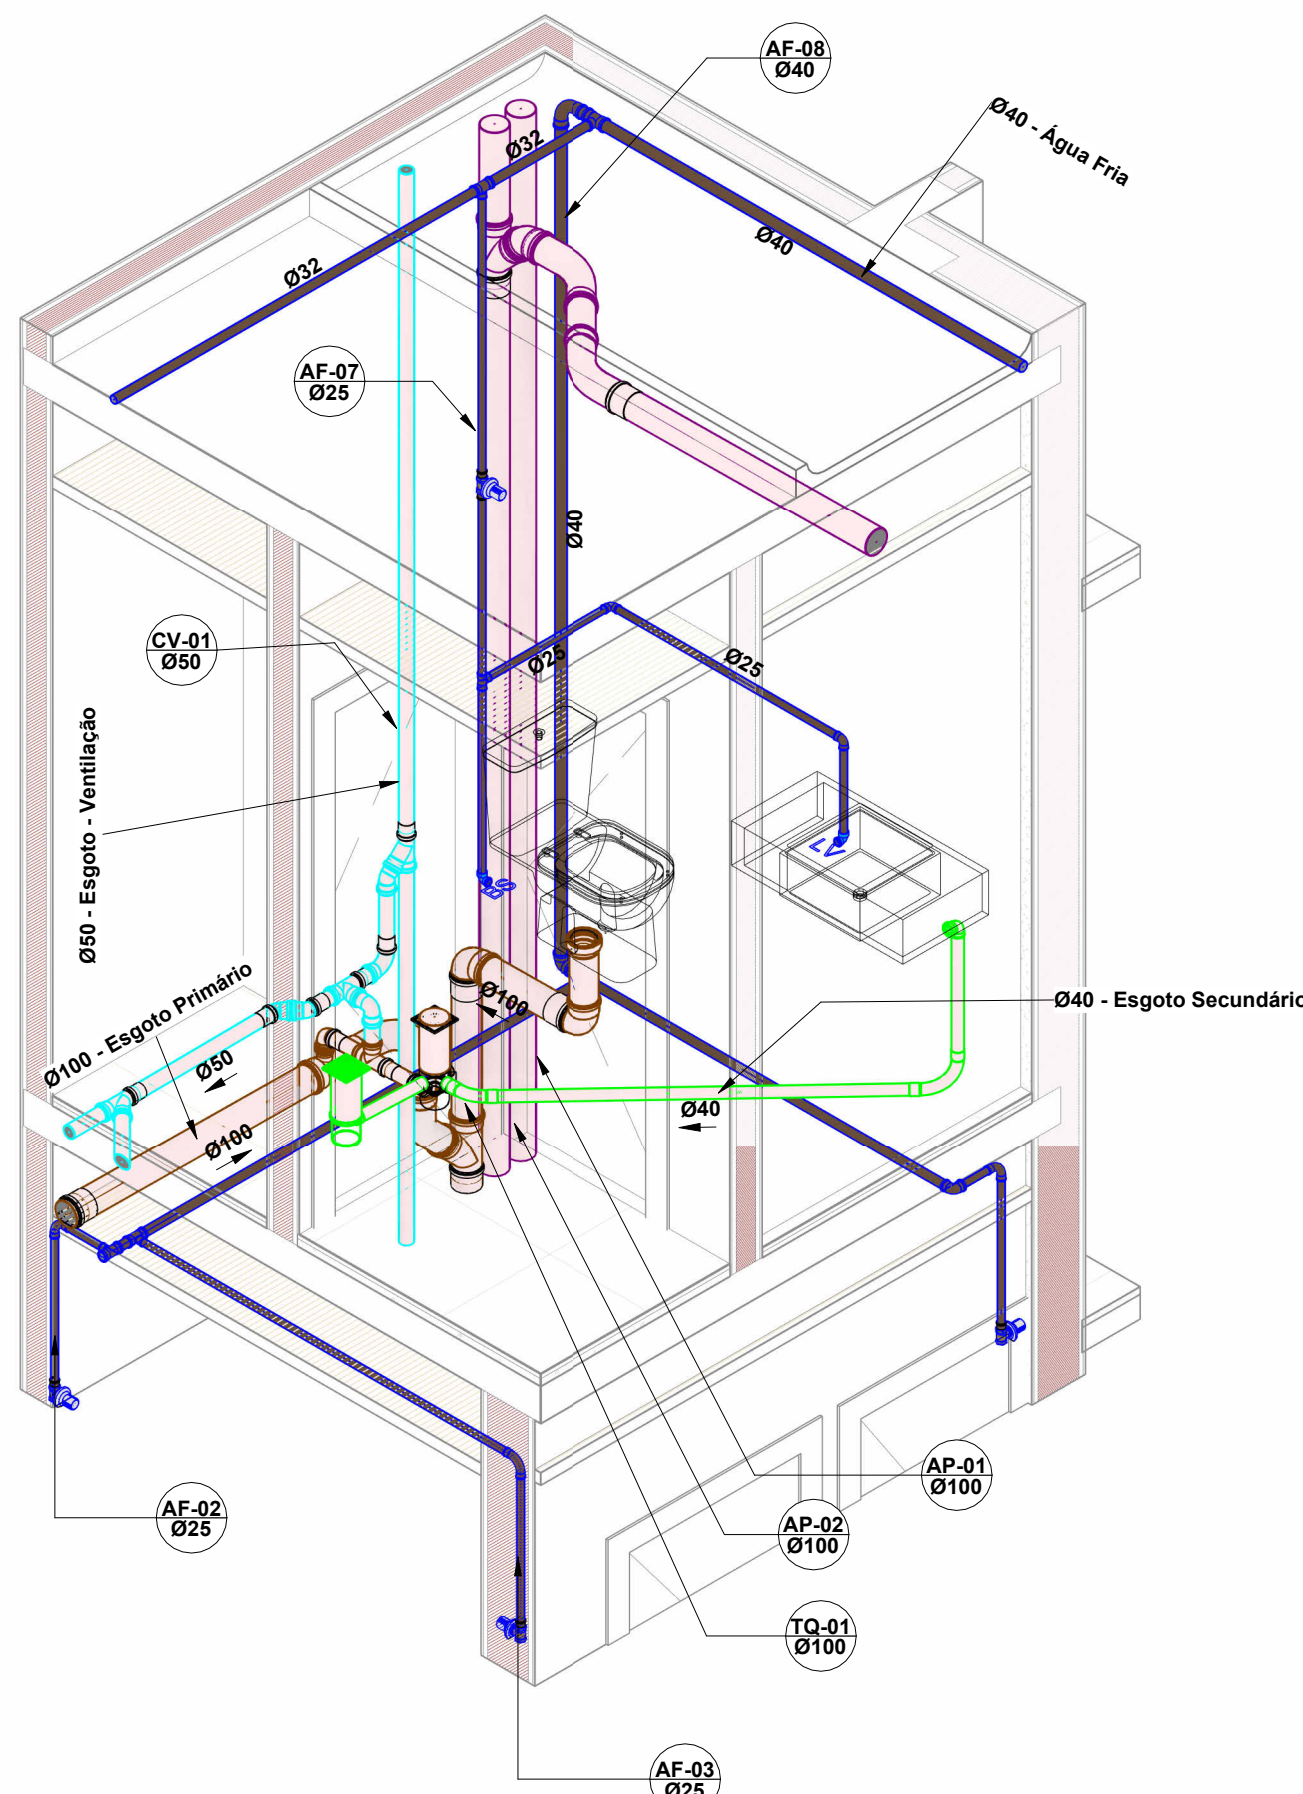 AF-08
Ø40
Ø40 - Água Fria
Ø32
Ø40
Ø32
AF-07
Ø25
Ø40
CV-01
Ø50
Ø25
Ø25
Ø50 - Esgoto - Ventilação
LV
BS
Ø100 - Esgoto Primário
Ø100
Ø40 - Esgoto Secundário
Ø50
Ø40
Ø100
AP-01
Ø100
AF-02
Ø25
AP-02
Ø100
TQ-01
Ø100
AF-03
Ø25